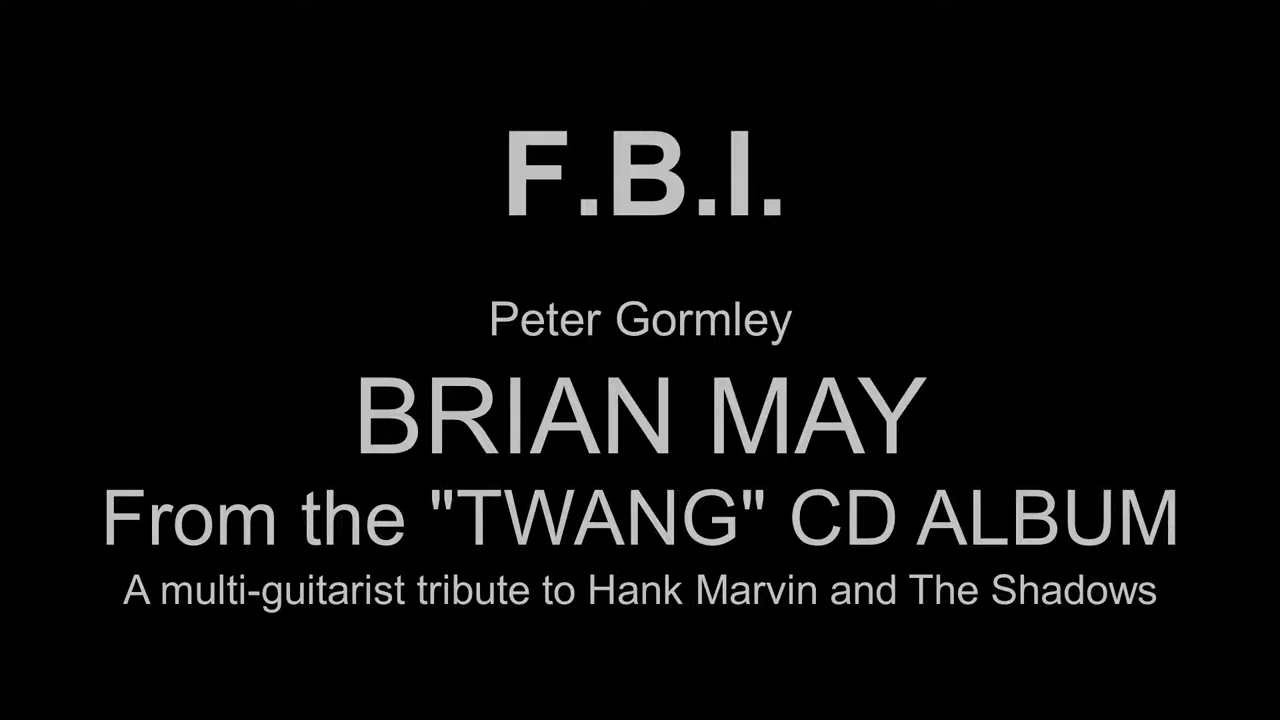 F.B.I.
Peter Gormley
BRIAN MAY
From the "TWANG" CD ALBUM
A multi-guitarist tribute to Hank Marvin and The Shadows